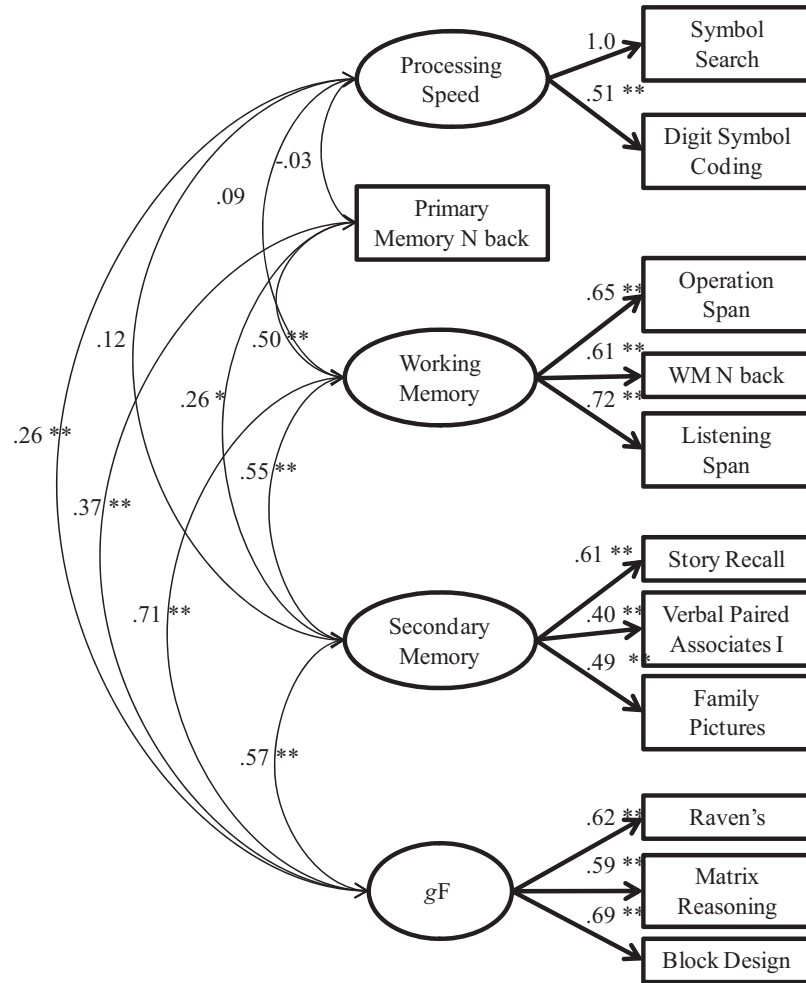 Symbol
Search
1.0
Processing
Speed
.51 **
Digit Symbol
Coding
-.03
.09
Primary
Memory N back
.65 **
Operation
Span
.50 **
.12
.61 **
Working
Memory
WM N back
.26 *
.72 **
Listening
Span
.26 **
.55 **
.37 **
.61 **
Story Recall
.71 **
Secondary
Memory
.40 **
Verbal Paired
Associates I
.49 **
Family
Pictures
.57 **
.62 **
Raven's
.59 **
gF
Matrix
Reasoning
.69 **
Block Design